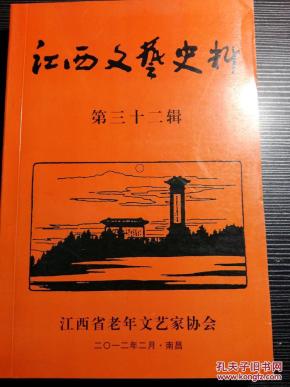 江西文艺史料
第三十二辑
江西省老年文艺家协会
二〇一二年二月·南昌
孔夫子旧书网